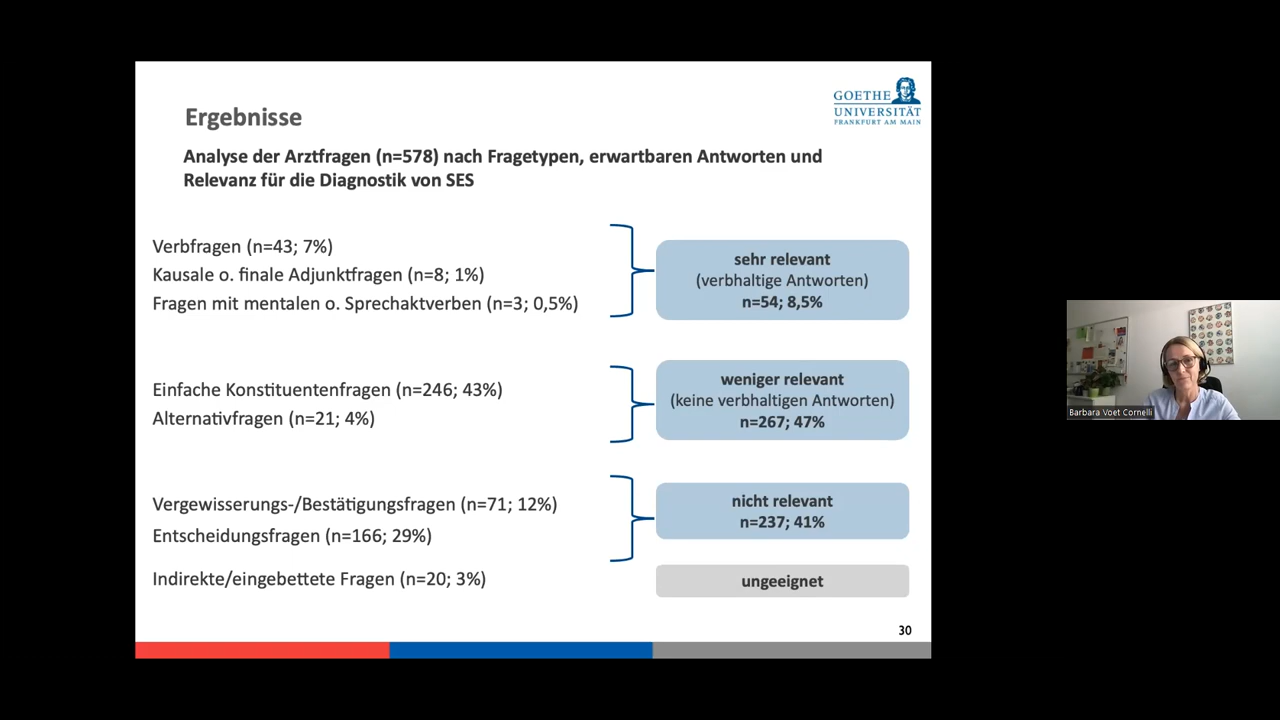 GOETHE
UNIVERSITÄT
FRANKFURT AM MAIN
Ergebnisse
Analyse der Arztfragen (n=578) nach Fragetypen, erwartbaren Antworten und
Relevanz für die Diagnostik von SES
Verbfragen (n=43; 7%)
Kausale o. finale Adjunktfragen (n=8; 1%)
Fragen mit mentalen o. Sprechaktverben (n=3; 0,5%)
sehr relevant
(verbhaltige Antworten)
n=54; 8,5%
Einfache Konstituentenfragen (n=246; 43%)
Alternativfragen (n=21; 4%)
weniger relevant
(keine verbhaltigen Antworten)
n=267; 47%
Vergewisserungs-/Bestätigungsfragen (n=71; 12%)
Entscheidungsfragen (n=166; 29%)
nicht relevant
n=237; 41%
Indirekte/eingebettete Fragen (n=20; 3%)
ungeeignet
30
Barbara Voet Cornelli